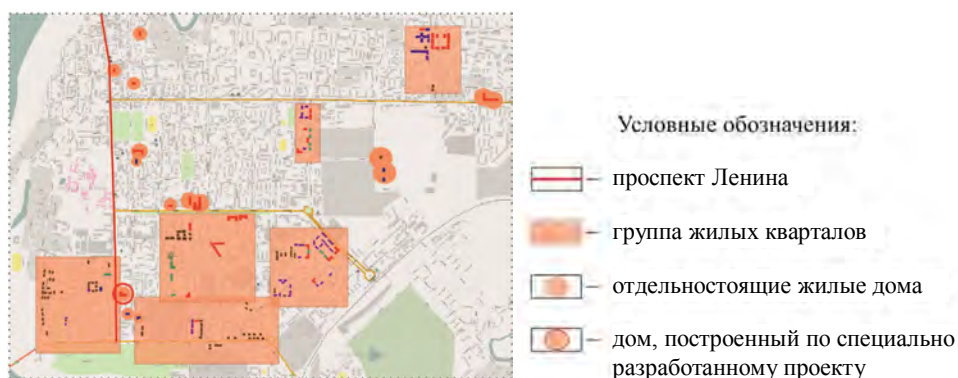 Условные обозначения:
– проспект Ленина
– группа жилых кварталов
– отдельностоящие жилые дома
– дом, построенный по специально
разработанному проекту